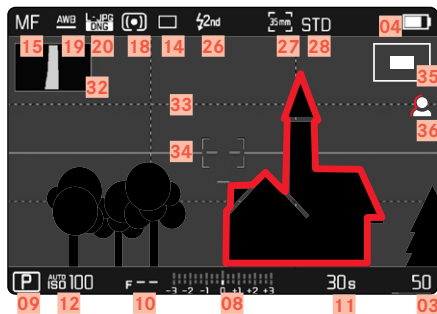 MF AWB L-JPG DNG 2nd 35mm STD 04
15 19 20 18 14 26 27 28
32 35
33
36
34
P AUTO ISO 100 F -- -3 -2 -1 0 +1 +2 +3 30s 50
09 12 10 08 11 03